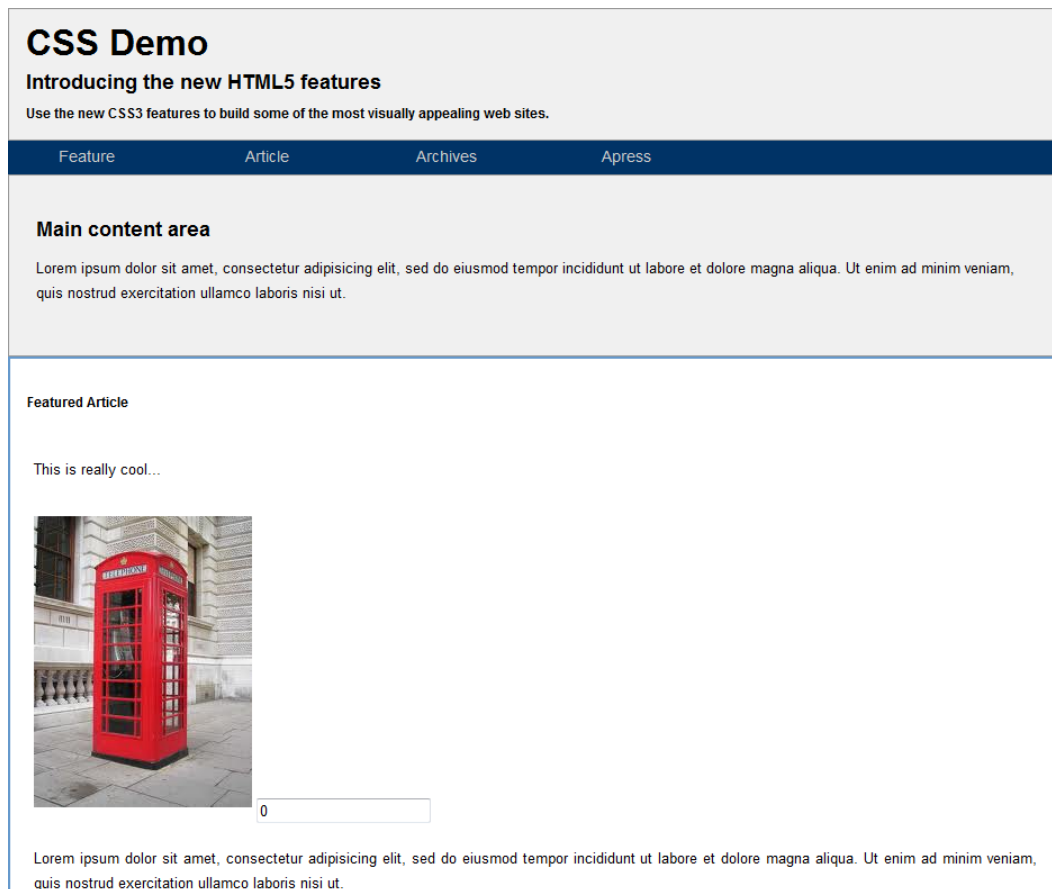 CSS Demo
Introducing the new HTML5 features
Use the new CSS3 features to build some of the most visually appealing web sites.
Feature Article Archives Apress
Main content area
Lorem ipsum dolor sit amet, consectetur adipisicing elit, sed do eiusmod tempor incididunt ut labore et dolore magna aliqua. Ut enim ad minim veniam,
quis nostrud exercitation ullamco laboris nisi ut.
Featured Article
This is really cool...
TELEPHONE
0
Lorem ipsum dolor sit amet, consectetur adipisicing elit, sed do eiusmod tempor incididunt ut labore et dolore magna aliqua. Ut enim ad minim veniam,
quis nostrud exercitation ullamco laboris nisi ut.